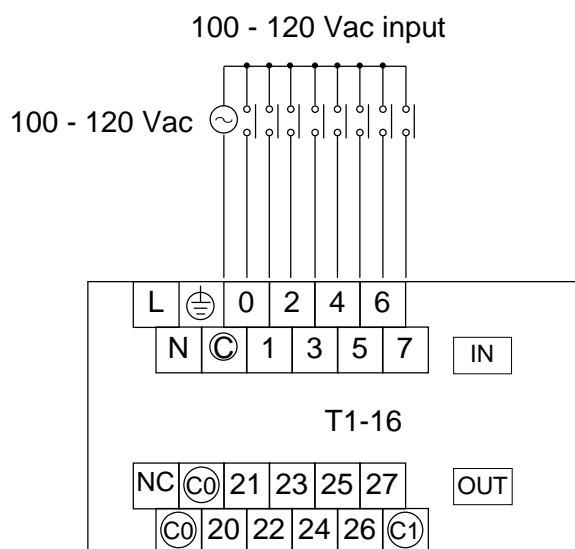 100 - 120 Vac input
100 - 120 Vac
L 0 2 4 6
N C 1 3 5 7 IN
T1-16
NC C0 21 23 25 27 OUT
C0 20 22 24 26 C1